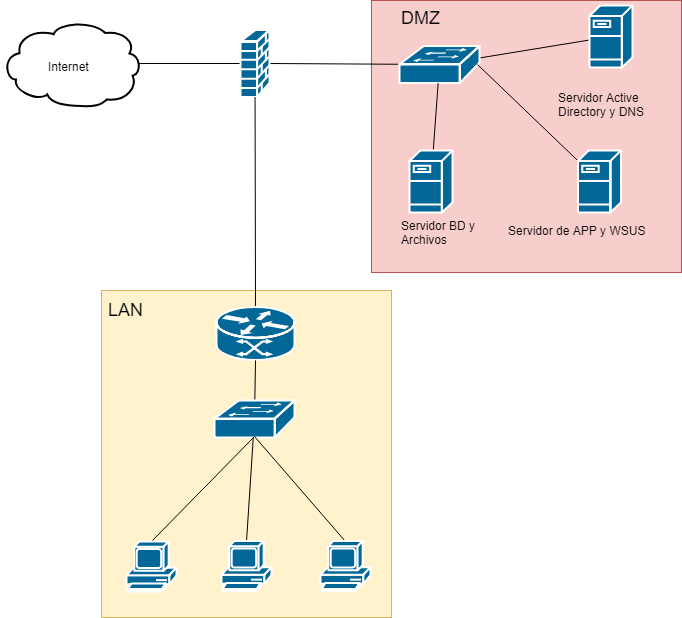 DMZ
Internet
Servidor Active
Directory y DNS
Servidor BD y
Archivos
Servidor de APP y WSUS
LAN